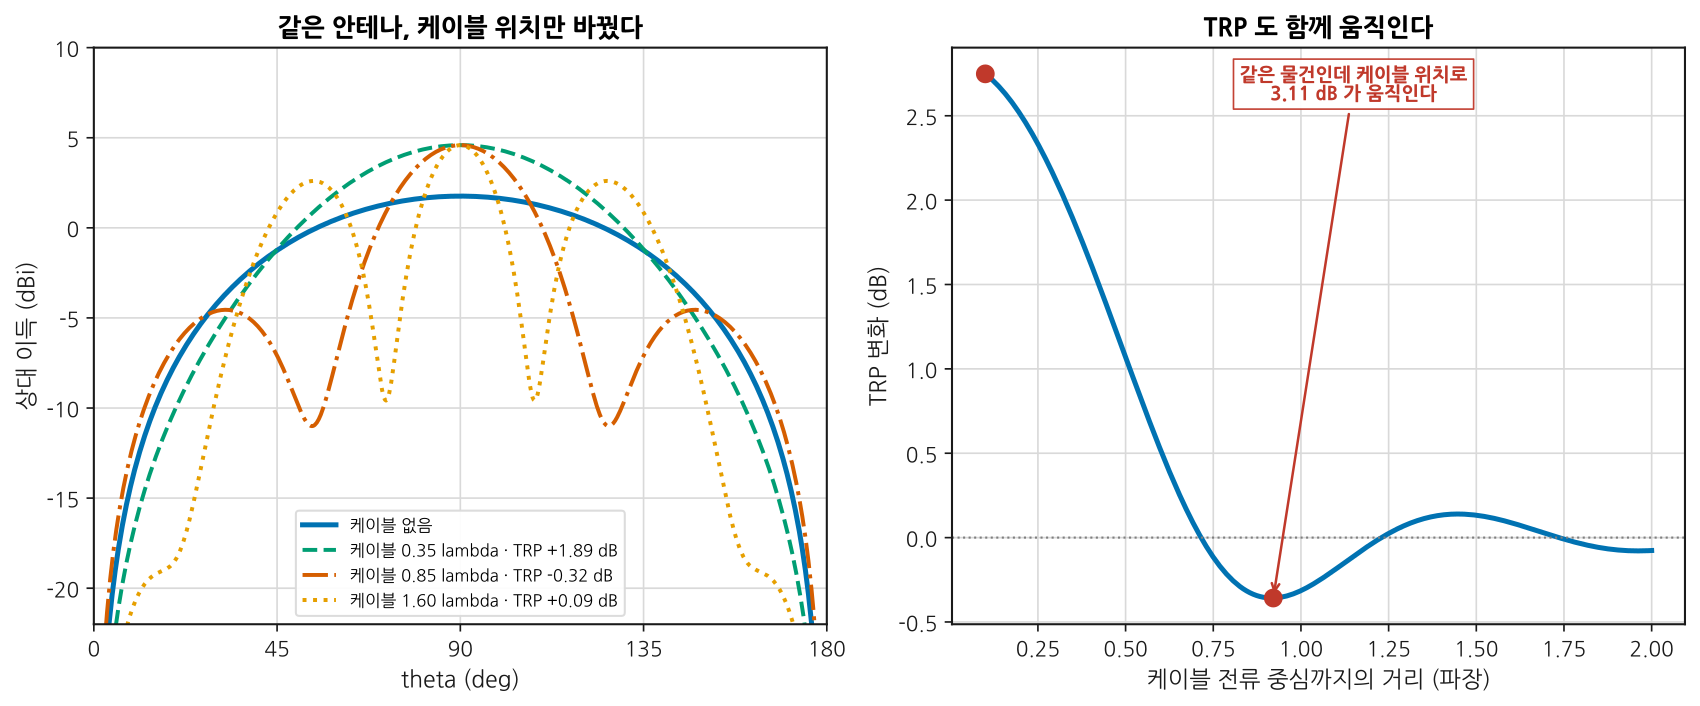 같은 안테나, 케이블 위치만 바꿨다
상대 이득 (dBi)
10
5
0
-5
-10
-15
-20
케이블 없음
케이블 0.35 lambda · TRP +1.89 dB
케이블 0.85 lambda · TRP -0.32 dB
케이블 1.60 lambda · TRP +0.09 dB
0
45
90
135
180
theta (deg)
TRP 도 함께 움직인다
TRP 변화 (dB)
2.5
2.0
1.5
1.0
0.5
0.0
-0.5
같은 물건인데 케이블 위치로
3.11 dB 가 움직인다
0.25
0.50
0.75
1.00
1.25
1.50
1.75
2.00
케이블 전류 중심까지의 거리 (파장)